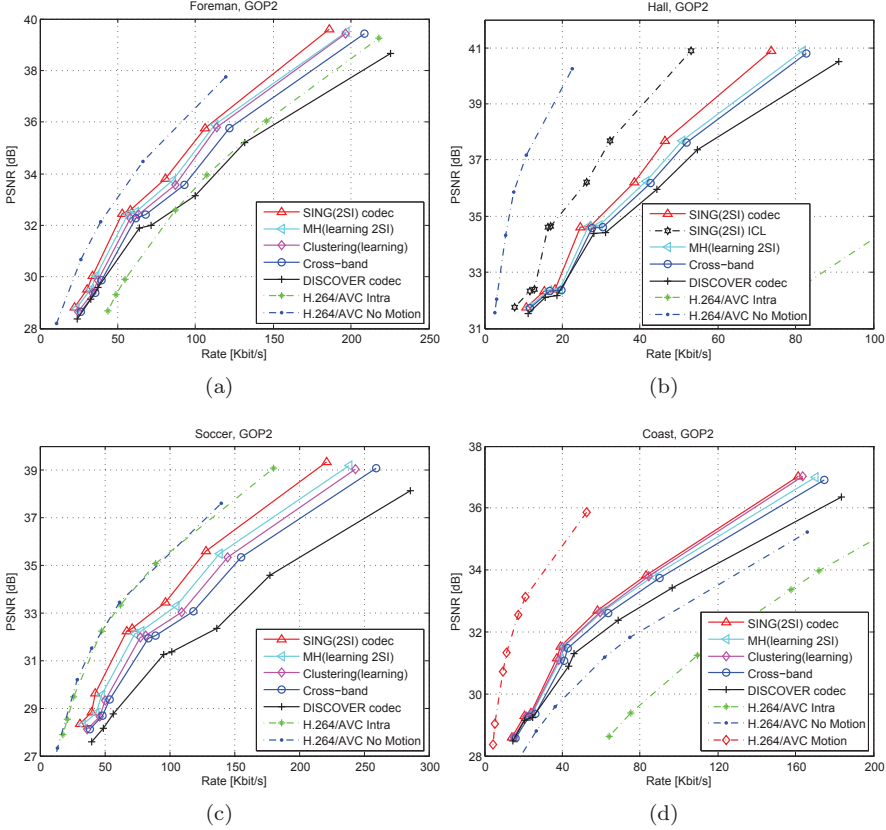 Foreman, GOP2
40
38
36
34
32
30
28
PSNR [dB]
0
50
100
150
200
250
Rate [Kbit/s]
SING(2SI) codec
MH(learning 2SI)
Clustering(learning)
Cross−band
DISCOVER codec
H.264/AVC Intra
H.264/AVC No Motion
(a)
Hall, GOP2
43
41
39
37
35
33
31
PSNR [dB]
0
20
40
60
80
100
Rate [Kbit/s]
SING(2SI) codec
SING(2SI) ICL
MH(learning 2SI)
Cross−band
DISCOVER codec
H.264/AVC Intra
H.264/AVC No Motion
(b)
Soccer, GOP2
39
37
35
33
31
29
27
PSNR [dB]
0
50
100
150
200
250
300
Rate [Kbit/s]
SING(2SI) codec
MH(learning 2SI)
Clustering(learning)
Cross−band
DISCOVER codec
H.264/AVC Intra
H.264/AVC No Motion
(c)
Coast, GOP2
38
36
34
32
30
28
PSNR [dB]
0
40
80
120
160
200
Rate [Kbit/s]
SING(2SI) codec
MH(learning 2SI)
Clustering(learning)
Cross−band
DISCOVER codec
H.264/AVC Intra
H.264/AVC No Motion
H.264/AVC Motion
(d)